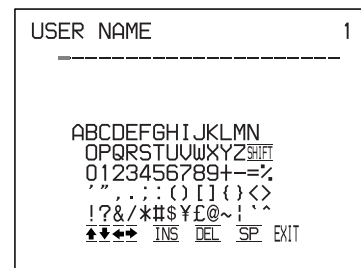 USER NAME 1
ABCDEFGHIJKLMN
OPQRSTUVWXYZ SHIFT
0123456789+-=%
´",.;:()[]{}<>
!?&/*#$¥£@~¦`^
↑↓←→ INS DEL SP EXIT